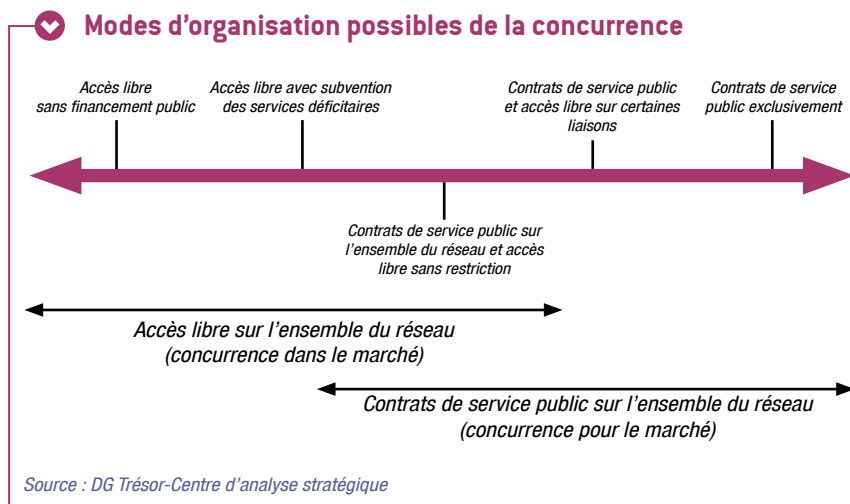 Modes d’organisation possibles de la concurrence
Accès libre
sans financement public
Accès libre avec subvention
des services déficitaires
Contrats de service public
et accès libre sur certaines
liaisons
Contrats de service
public exclusivement
Contrats de service public sur
l’ensemble du réseau et accès
libre sans restriction
Accès libre sur l’ensemble du réseau
(concurrence dans le marché)
Contrats de service public sur l’ensemble du réseau
(concurrence pour le marché)
Source : DG Trésor-Centre d’analyse stratégique